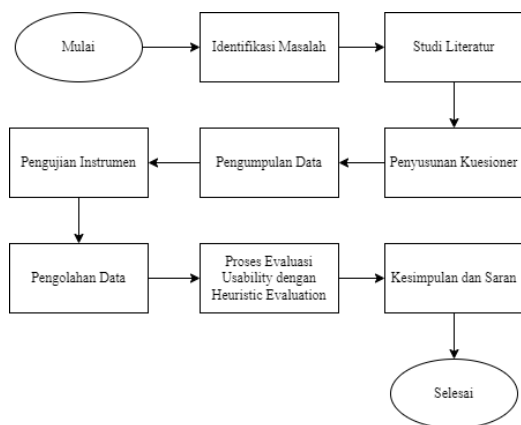 Mulai
Identifikasi Masalah
Studi Literatur
Penyusunan Kuesioner
Pengumpulan Data
Pengujian Instrumen
Pengolahan Data
Proses Evaluasi
Usability dengan
Heuristic Evaluation
Kesimpulan dan Saran
Selesai